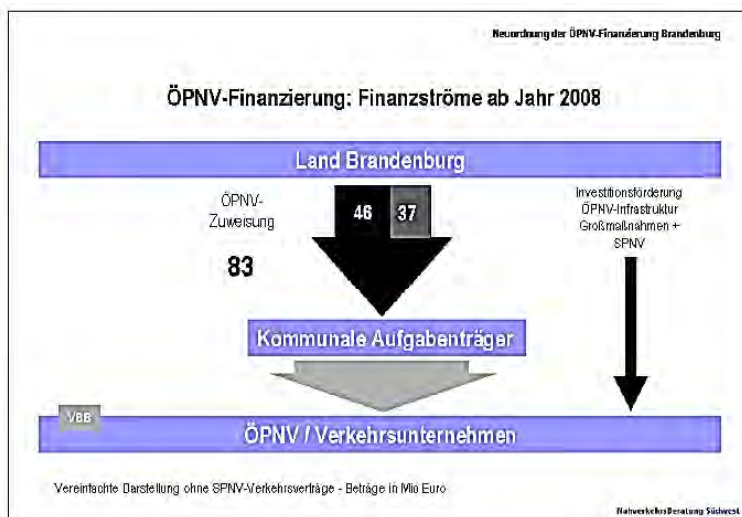 Neuordnung der ÖPNV-Finanzierung Brandenburg
ÖPNV-Finanzierung: Finanzströme ab Jahr 2008
Land Brandenburg
ÖPNV-
Zuweisung
83
46 37
Investitionsförderung
ÖPNV-Infrastruktur
Großmaßnahmen +
SPNV
Kommunale Aufgabenträger
VBB
ÖPNV / Verkehrsunternehmen
Vereinfachte Darstellung ohne SPNV-Verkehrsverträge - Beträge in Mio Euro
NahverkehrsBeratung Südwest